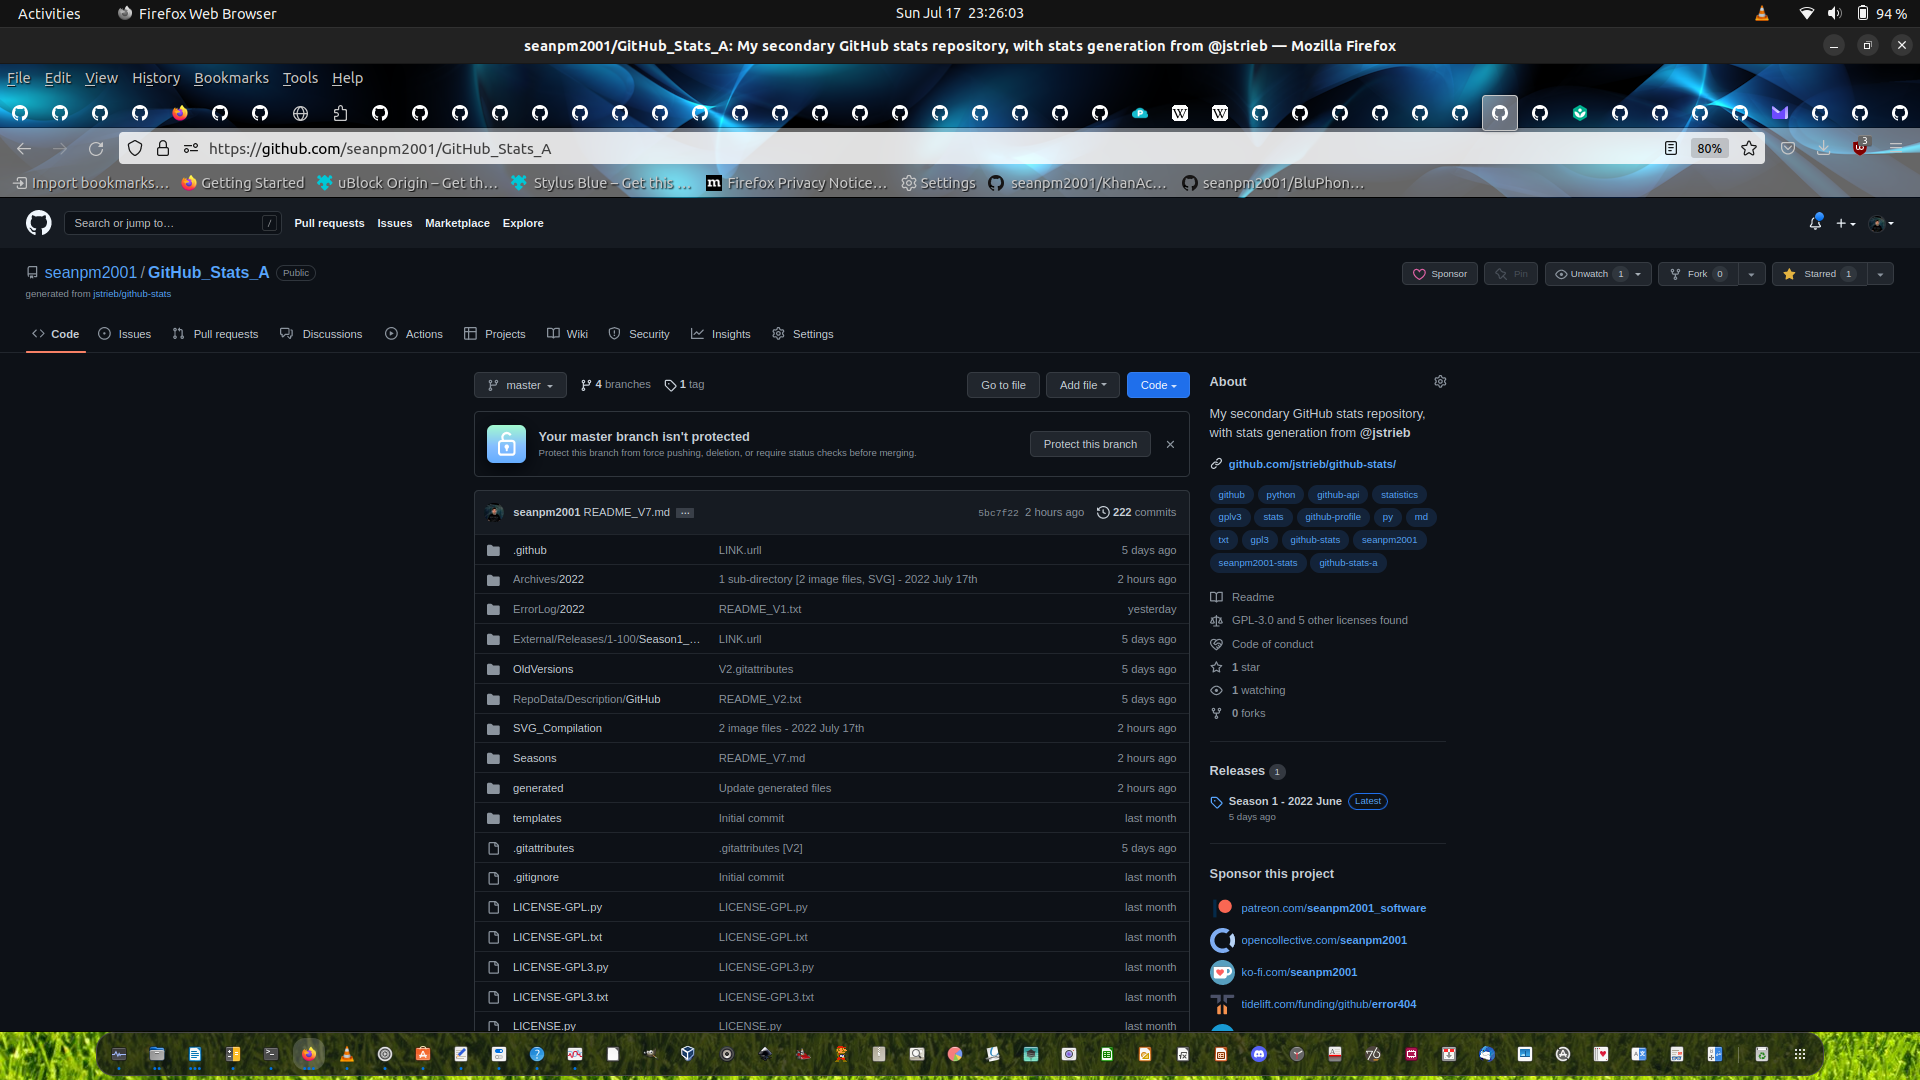 Activities
Firefox Web Browser
Sun Jul 17 23:26:03
94 %
seanpm2001/GitHub_Stats_A: My secondary GitHub stats repository, with stats generation from @jstrieb — Mozilla Firefox
File Edit View History Bookmarks Tools Help
https://github.com/seanpm2001/GitHub_Stats_A
80%
3
Import bookmarks…
Getting Started
uBlock Origin – Get th…
Stylus Blue – Get this …
Firefox Privacy Notice…
Settings
seanpm2001/KhanAc…
seanpm2001/BluPhon…
Search or jump to…
/
Pull requests
Issues
Marketplace
Explore
seanpm2001 / GitHub_Stats_A
Public
generated from jstrieb/github-stats
Sponsor
Pin
Unwatch 1
Fork 0
Starred 1
Code
Issues
Pull requests
Discussions
Actions
Projects
Wiki
Security
Insights
Settings
master
4 branches
1 tag
Go to file
Add file
Code
Your master branch isn't protected
Protect this branch from force pushing, deletion, or require status checks before merging.
Protect this branch
seanpm2001 README_V7.md …
5bc7f22 2 hours ago
222 commits
.github LINK.urll 5 days ago
Archives/2022 1 sub-directory [2 image files, SVG] - 2022 July 17th 2 hours ago
ErrorLog/2022 README_V1.txt yesterday
External/Releases/1-100/Season1_… LINK.urll 5 days ago
OldVersions V2.gitattributes 5 days ago
RepoData/Description/GitHub README_V2.txt 5 days ago
SVG_Compilation 2 image files - 2022 July 17th 2 hours ago
Seasons README_V7.md 2 hours ago
generated Update generated files 2 hours ago
templates Initial commit last month
.gitattributes .gitattributes [V2] 5 days ago
.gitignore Initial commit last month
LICENSE-GPL.py LICENSE-GPL.py last month
LICENSE-GPL.txt LICENSE-GPL.txt last month
LICENSE-GPL3.py LICENSE-GPL3.py last month
LICENSE-GPL3.txt LICENSE-GPL3.txt last month
LICENSE.py LICENSE.py last month
About
My secondary GitHub stats repository,
with stats generation from @jstrieb
github.com/jstrieb/github-stats/
github python github-api statistics
gplv3 stats github-profile py md
txt gpl3 github-stats seanpm2001
seanpm2001-stats github-stats-a
Readme
GPL-3.0 and 5 other licenses found
Code of conduct
1 star
1 watching
0 forks
Releases 1
Season 1 - 2022 June Latest
5 days ago
Sponsor this project
patreon.com/seanpm2001_software
opencollective.com/seanpm2001
ko-fi.com/seanpm2001
tidelift.com/funding/github/error404